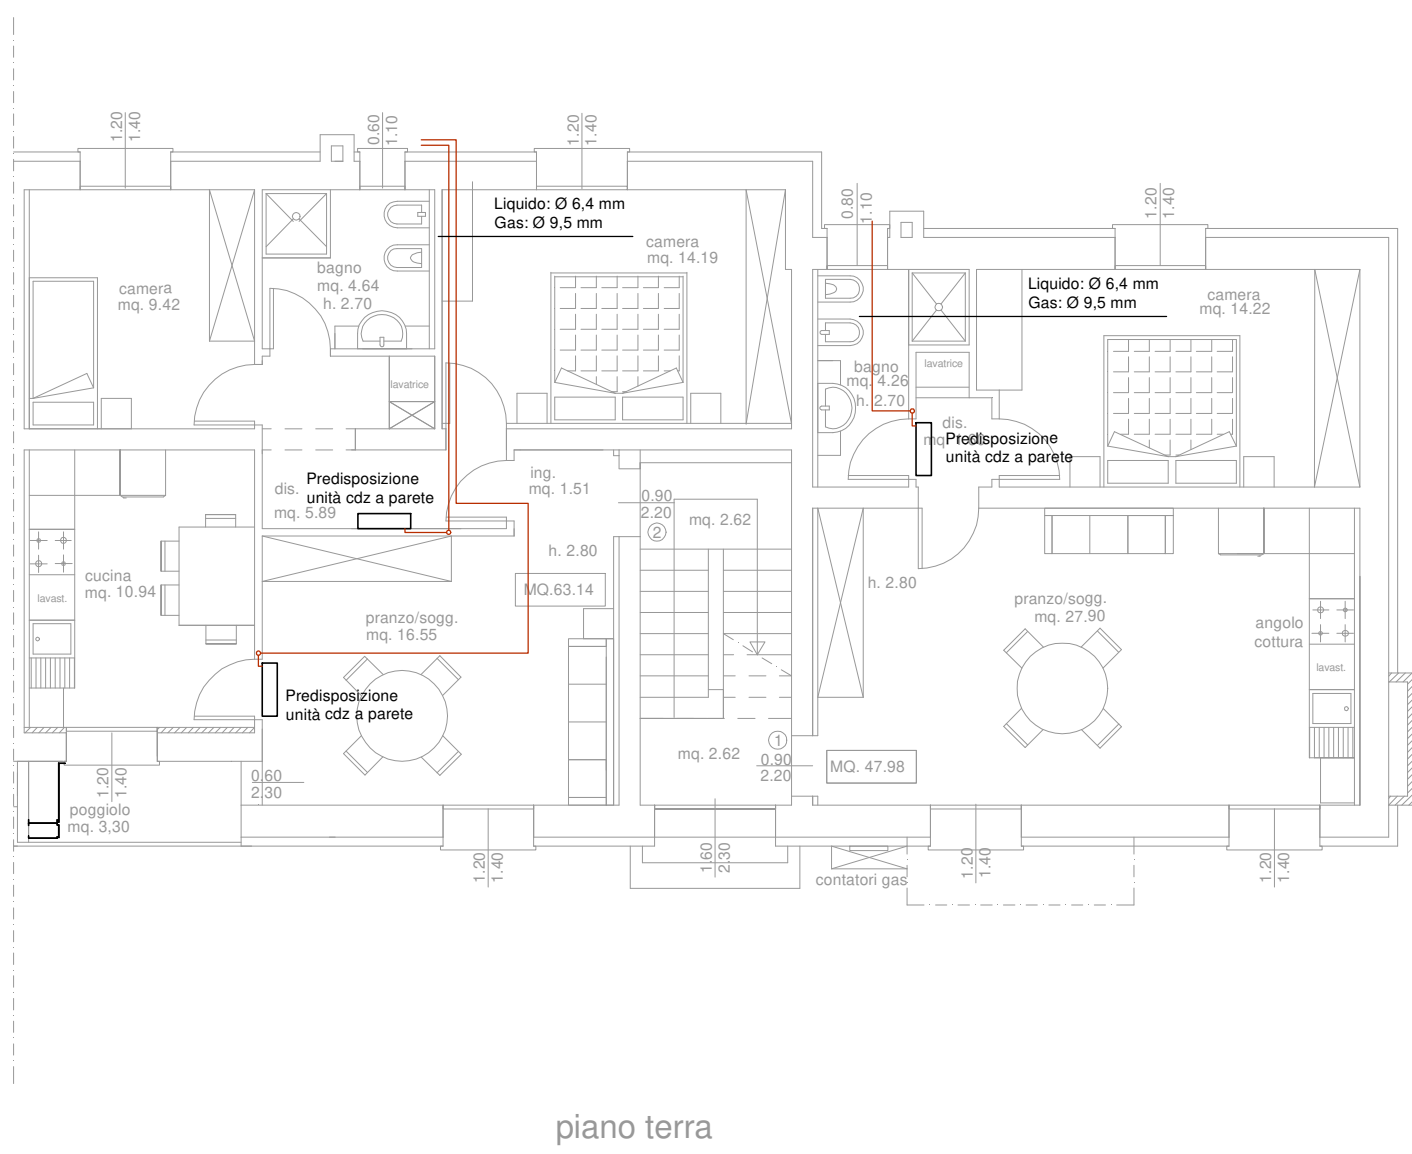 1.20
1.40
0.60
1.10
1.20
1.40
0.80
1.10
1.20
1.40
Liquido: Ø 6,4 mm
Gas: Ø 9,5 mm
camera
mq. 14.19
bagno
mq. 4.64
h. 2.70
camera
mq. 9.42
Liquido: Ø 6,4 mm
Gas: Ø 9,5 mm
camera
mq. 14.22
lavatrice
lavatrice
bagno
mq. 4.26
h. 2.70
dis.
mq.
Predisposizione
unità cdz a parete
Predisposizione
unità cdz a parete
dis.
mq. 5.89
ing.
mq. 1.51
0.90
2.20
2
mq. 2.62
h. 2.80
MQ.63.14
cucina
mq. 10.94
lavast.
pranzo/sogg.
mq. 16.55
h. 2.80
pranzo/sogg.
mq. 27.90
angolo
cottura
lavast.
Predisposizione
unità cdz a parete
mq. 2.62
1
0.90
2.20
MQ. 47.98
0.60
2.30
1.20
1.40
poggiolo
mq. 3,30
1.20
1.40
1.60
2.30
contatori gas
1.20
1.40
1.20
1.40
piano terra